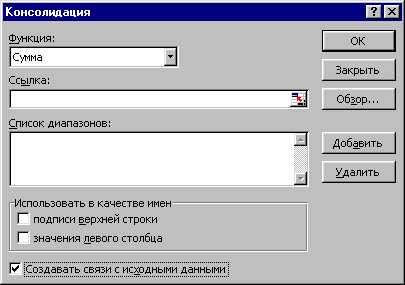 Консолидация
Функция:
Сумма
Ссылка:
Список диапазонов:
Использовать в качестве имен
подписи верхней строки
значения левого столбца
Создавать связи с исходными данными
OK
Закрыть
Обзор...
Добавить
Удалить